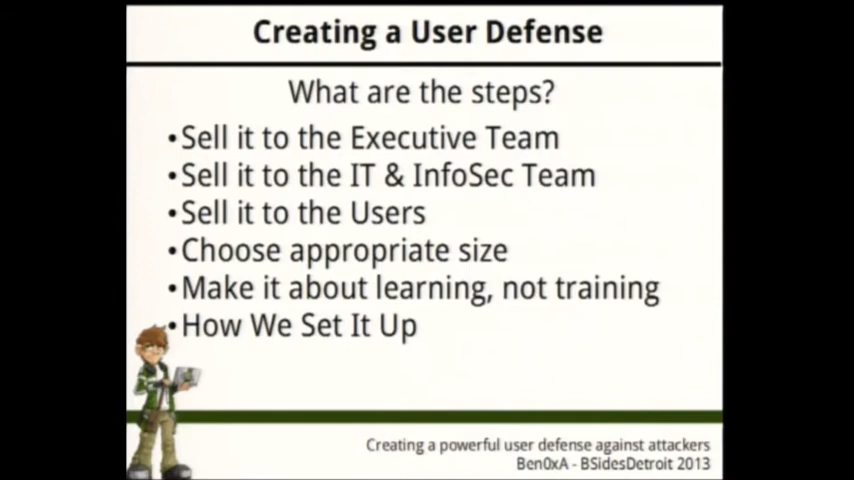 Creating a User Defense
What are the steps?
•Sell it to the Executive Team
•Sell it to the IT & InfoSec Team
•Sell it to the Users
•Choose appropriate size
•Make it about learning, not training
•How We Set It Up
Creating a powerful user defense against attackers
Ben0xA - BSidesDetroit 2013